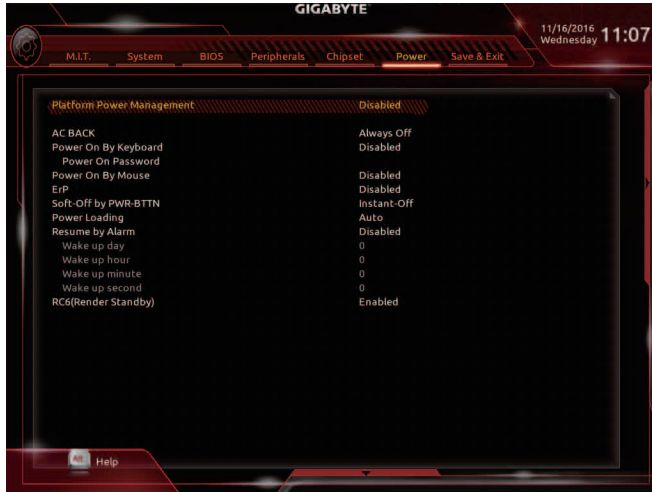 GIGABYTE™
11/16/2016 Wednesday 11:07
M.I.T. System BIOS Peripherals Chipset Power Save & Exit
Platform Power Management Disabled
AC BACK Always Off
Power On By Keyboard Disabled
Power On Password
Power On By Mouse Disabled
ErP Disabled
Soft-Off by PWR-BTTN Instant-Off
Power Loading Auto
Resume by Alarm Disabled
Wake up day 0
Wake up hour 0
Wake up minute 0
Wake up second 0
RC6(Render Standby) Enabled
Alt Help